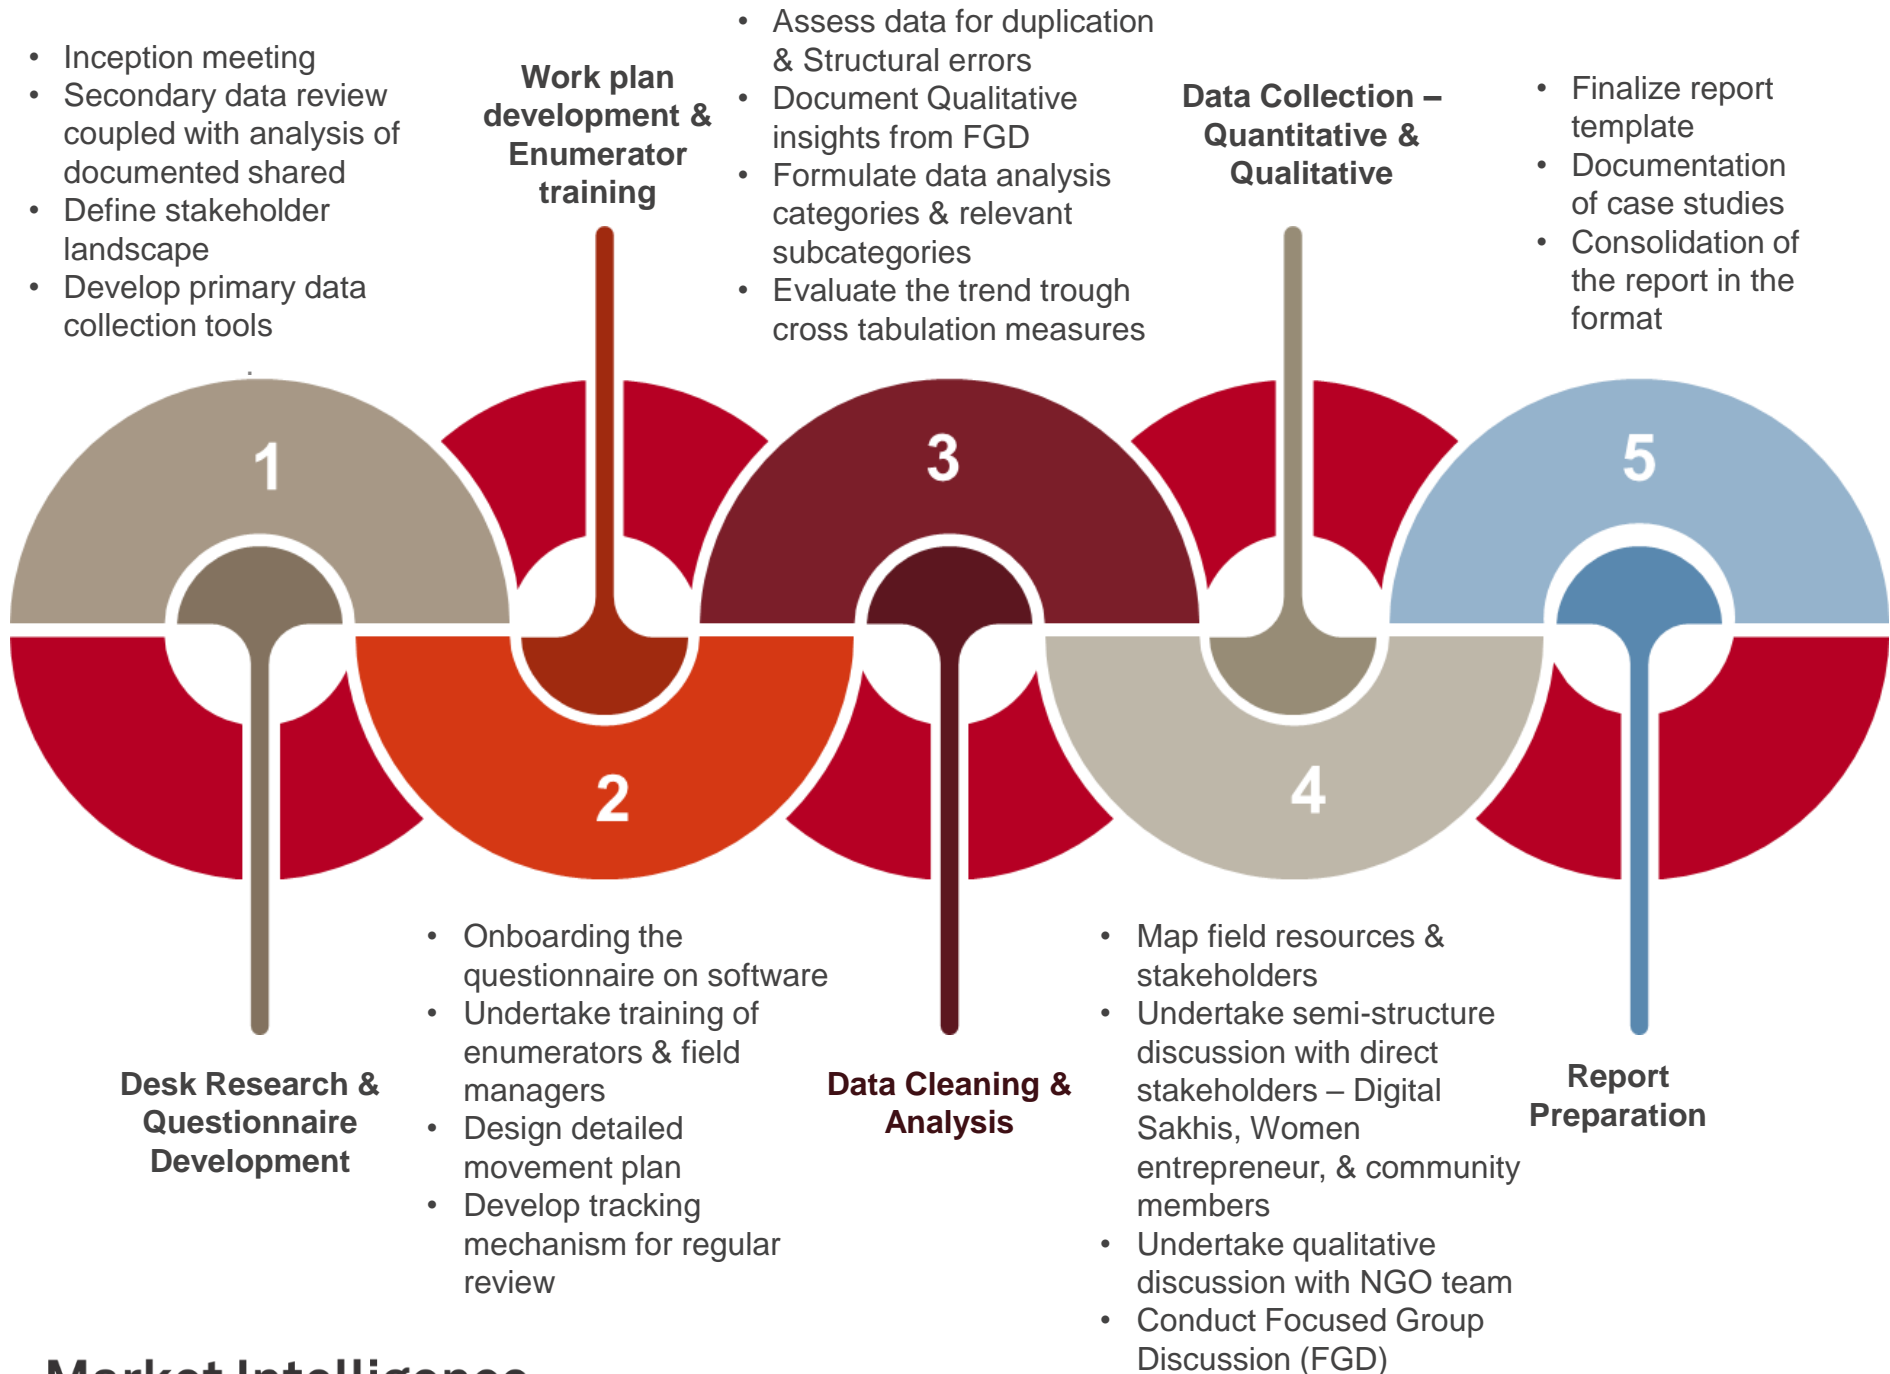 • Inception meeting
• Secondary data review
coupled with analysis of
documented shared
• Define stakeholder
landscape
• Develop primary data
collection tools
.
Work plan
development &
Enumerator
training
• Assess data for duplication
& Structural errors
• Document Qualitative
insights from FGD
• Formulate data analysis
categories & relevant
subcategories
• Evaluate the trend trough
cross tabulation measures
Data Collection –
Quantitative &
Qualitative
• Finalize report
template
• Documentation
of case studies
• Consolidation of
the report in the
format
1
3
5
2
4
Desk Research &
Questionnaire
Development
• Onboarding the
questionnaire on software
• Undertake training of
enumerators & field
managers
• Design detailed
movement plan
• Develop tracking
mechanism for regular
review
Data Cleaning &
Analysis
• Map field resources &
stakeholders
• Undertake semi-structure
discussion with direct
stakeholders – Digital
Sakhis, Women
entrepreneur, & community
members
• Undertake qualitative
discussion with NGO team
• Conduct Focused Group
Discussion (FGD)
Report
Preparation
Market Intelligence